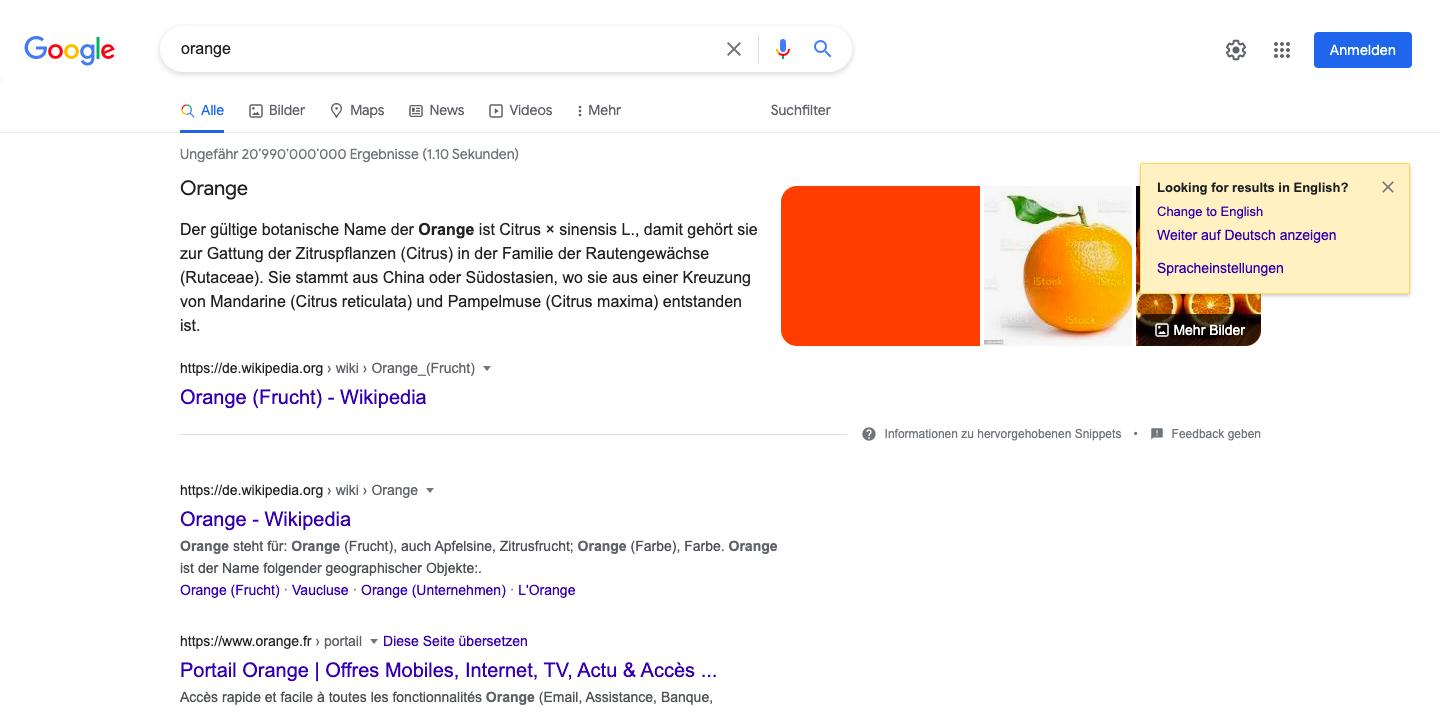 Google
orange
Anmelden
Alle
Bilder
Maps
News
Videos
Mehr
Suchfilter
Ungefähr 20'990'000'000 Ergebnisse (1.10 Sekunden)
Orange
Der gültige botanische Name der Orange ist Citrus × sinensis L., damit gehört sie
zur Gattung der Zitruspflanzen (Citrus) in der Familie der Rautengewächse
(Rutaceae). Sie stammt aus China oder Südostasien, wo sie aus einer Kreuzung
von Mandarine (Citrus reticulata) und Pampelmuse (Citrus maxima) entstanden
ist.
https://de.wikipedia.org › wiki › Orange_(Frucht)
Orange (Frucht) - Wikipedia
iStock
iStock
Mehr Bilder
Looking for results in English?
Change to English
Weiter auf Deutsch anzeigen
Spracheinstellungen
Informationen zu hervorgehobenen Snippets • Feedback geben
https://de.wikipedia.org › wiki › Orange
Orange - Wikipedia
Orange steht für: Orange (Frucht), auch Apfelsine, Zitrusfrucht; Orange (Farbe), Farbe. Orange
ist der Name folgender geographischer Objekte:.
Orange (Frucht) · Vaucluse · Orange (Unternehmen) · L'Orange
https://www.orange.fr › portail Diese Seite übersetzen
Portail Orange | Offres Mobiles, Internet, TV, Actu & Accès ...
Accès rapide et facile à toutes les fonctionnalités Orange (Email, Assistance, Banque,